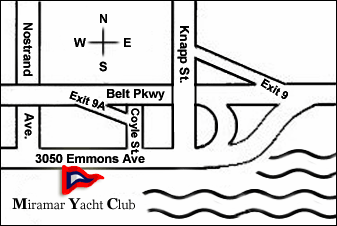 N
W E
S
Nostrand
Ave.
Knapp St.
Exit 9
Belt Pkwy
Exit 9A
Coyle St.
3050 Emmons Ave
Miramar Yacht Club